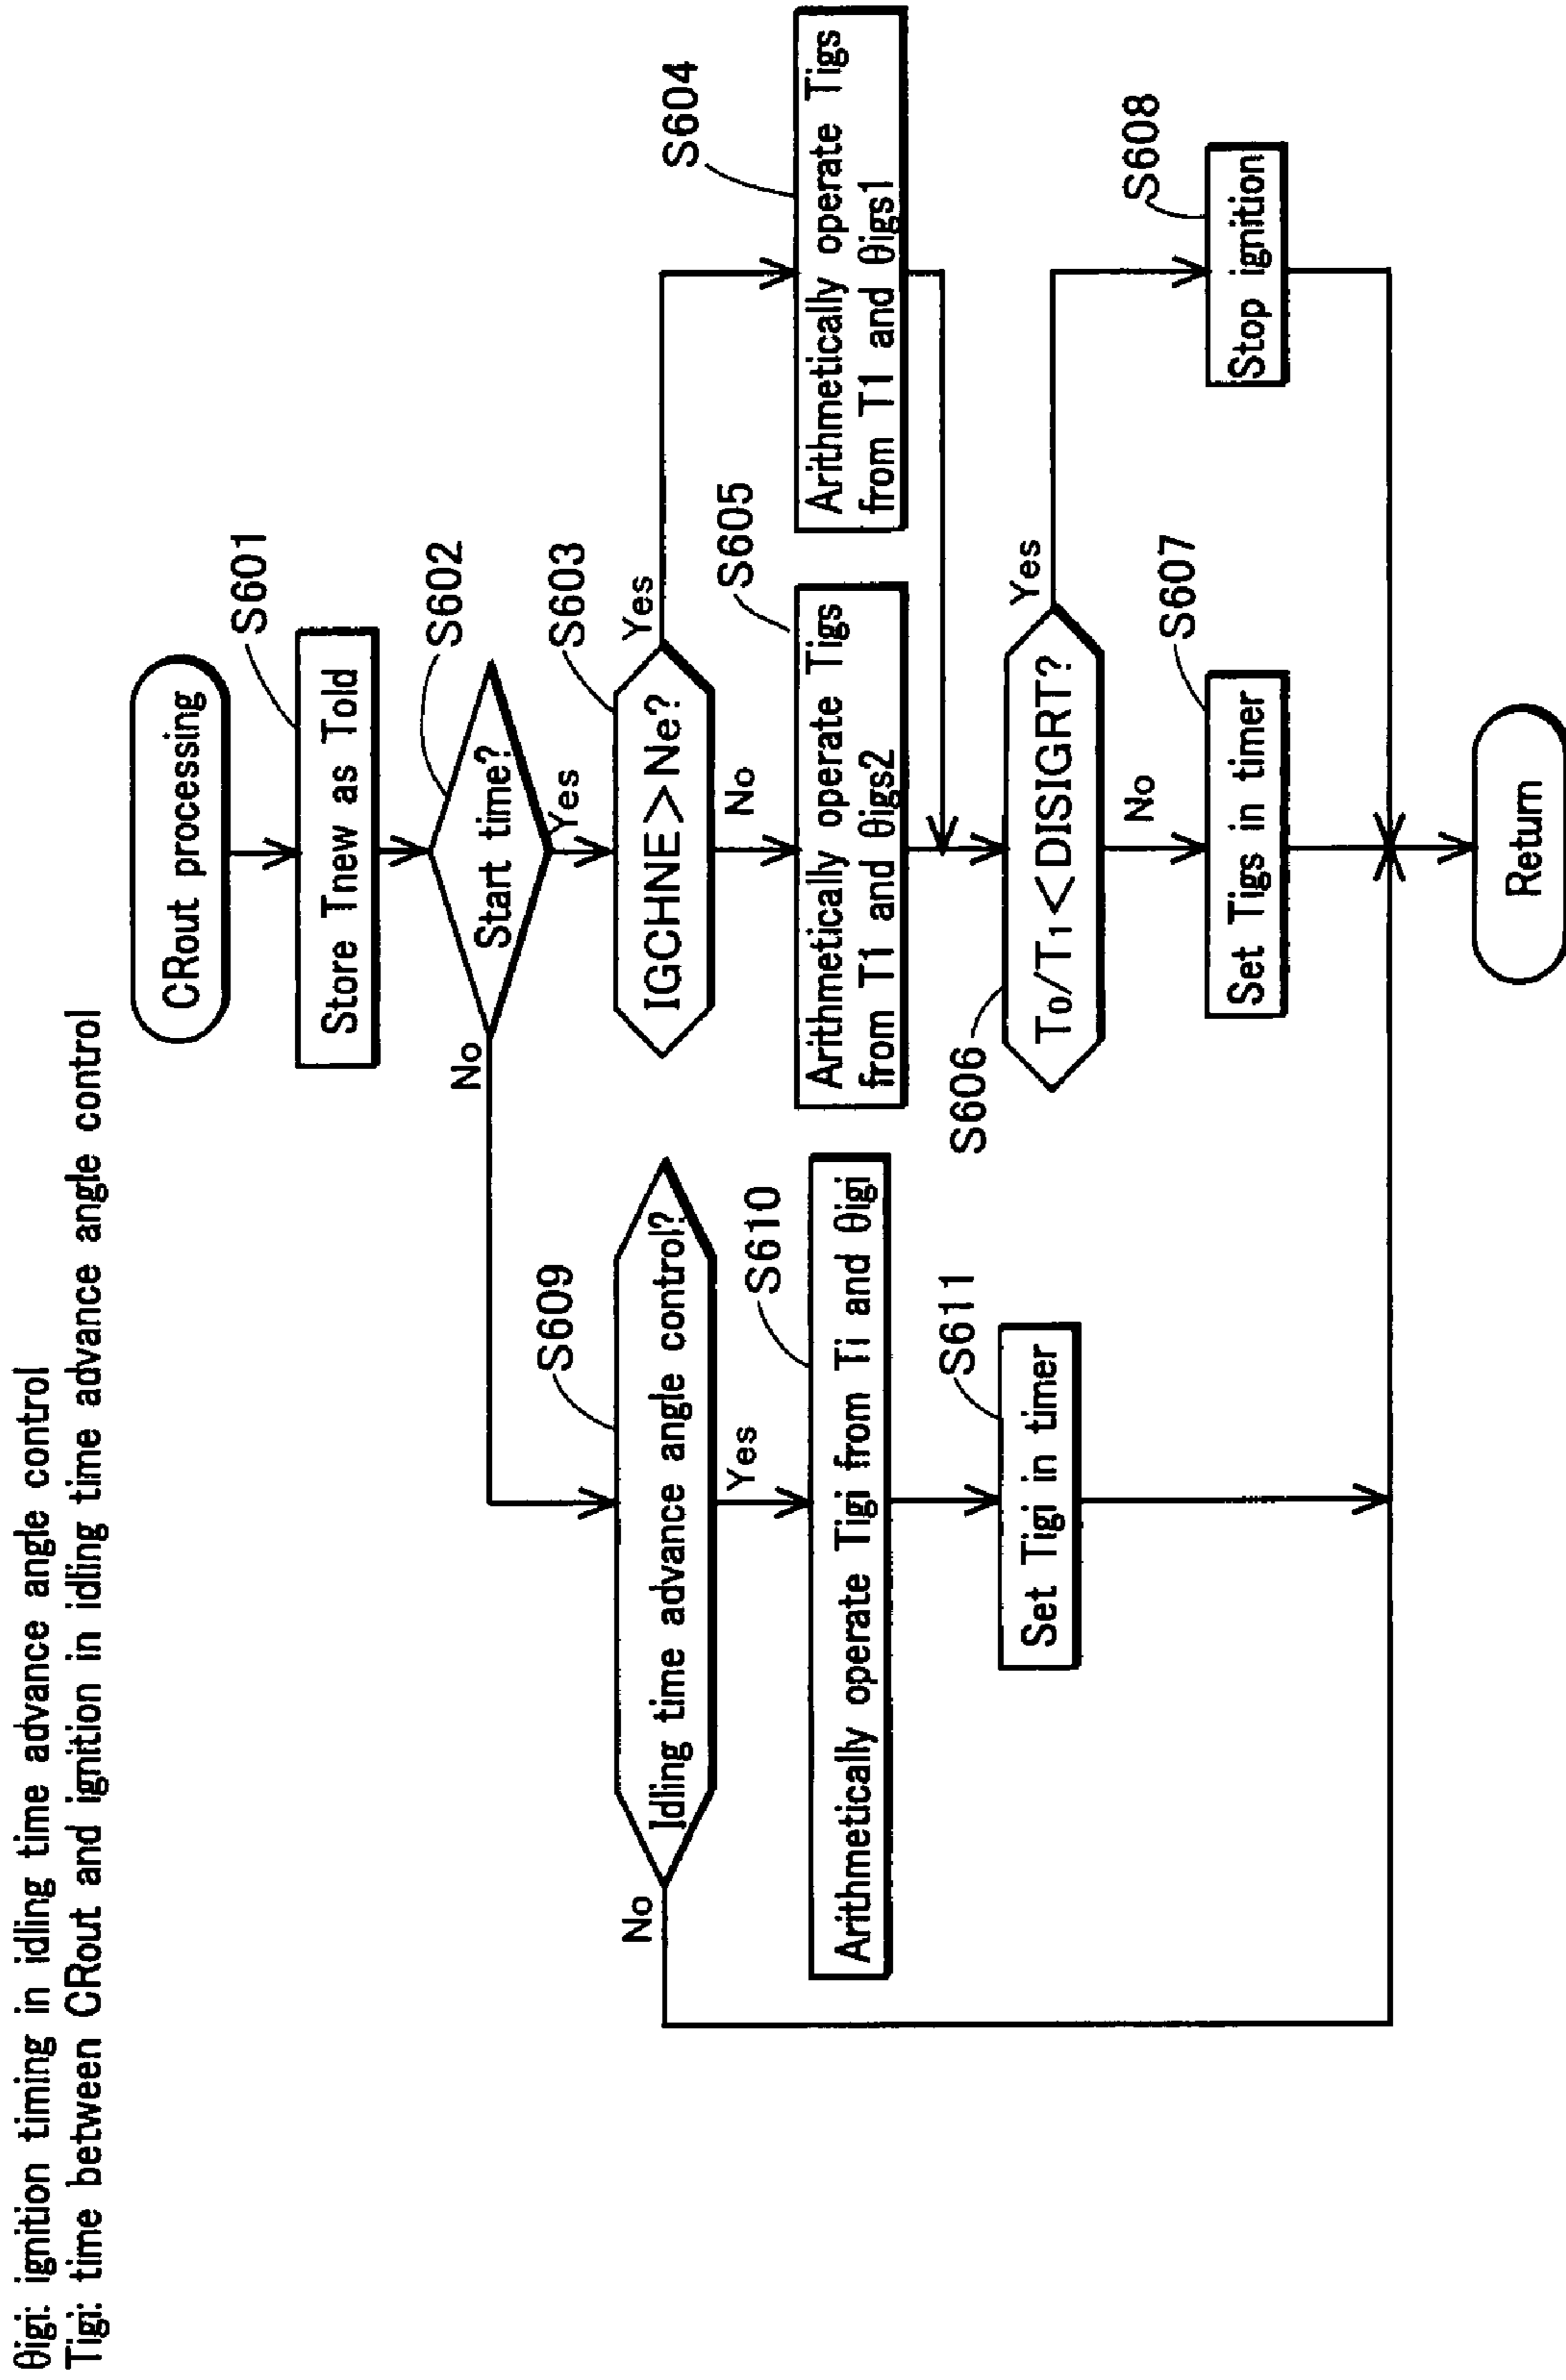 θigi: ignition timing in idling time advance angle control
Tigi: time between CRout and ignition in idling time advance angle control
CRout processing
S601
Store Tnew as Told
S602
Start time?
No
Yes
S603
IGCHNE>Ne?
Yes
No
S604
Arithmetically operate Tigs
from T1 and θigs1
S605
Arithmetically operate Tigs
from T1 and θigs2
S606
To/T1<DISIGRT?
Yes
No
S607
Set Tigs in timer
S608
Stop ignition
S609
Idling time advance angle control?
No
Yes
S610
Arithmetically operate Tigi from Ti and θigi
S611
Set Tigi in timer
Return